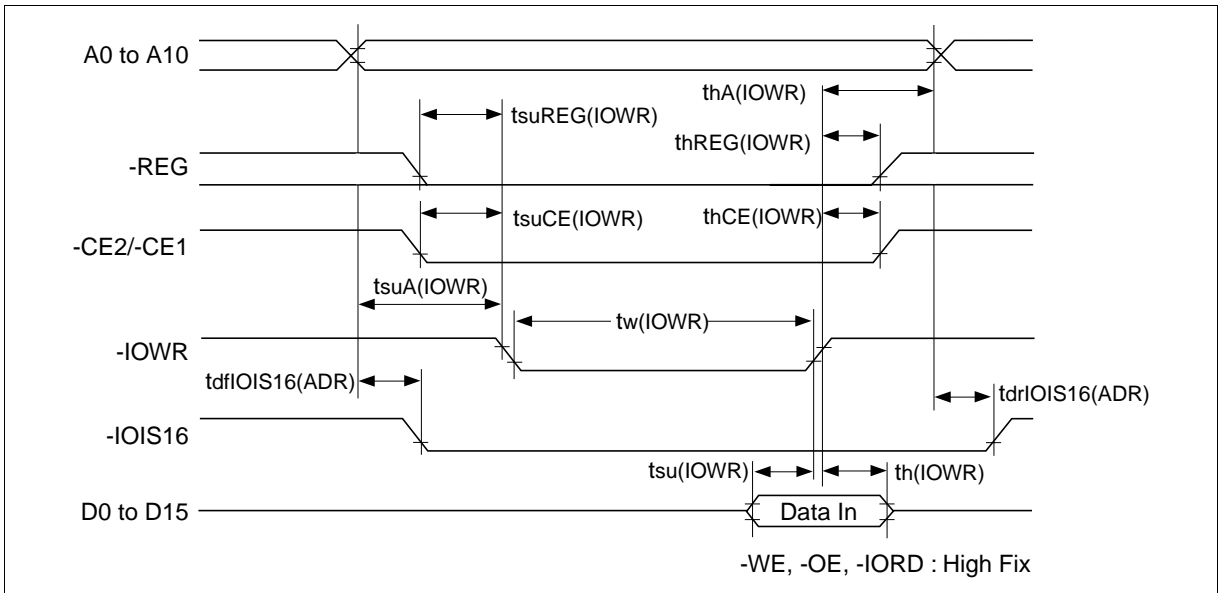 A0 to A10
thA(IOWR)
tsuREG(IOWR)
thREG(IOWR)
-REG
tsuCE(IOWR)
thCE(IOWR)
-CE2/-CE1
tsuA(IOWR)
tw(IOWR)
-IOWR
tdfIOIS16(ADR)
tdrIOIS16(ADR)
-IOIS16
tsu(IOWR)
th(IOWR)
D0 to D15
Data In
-WE, -OE, -IORD : High Fix